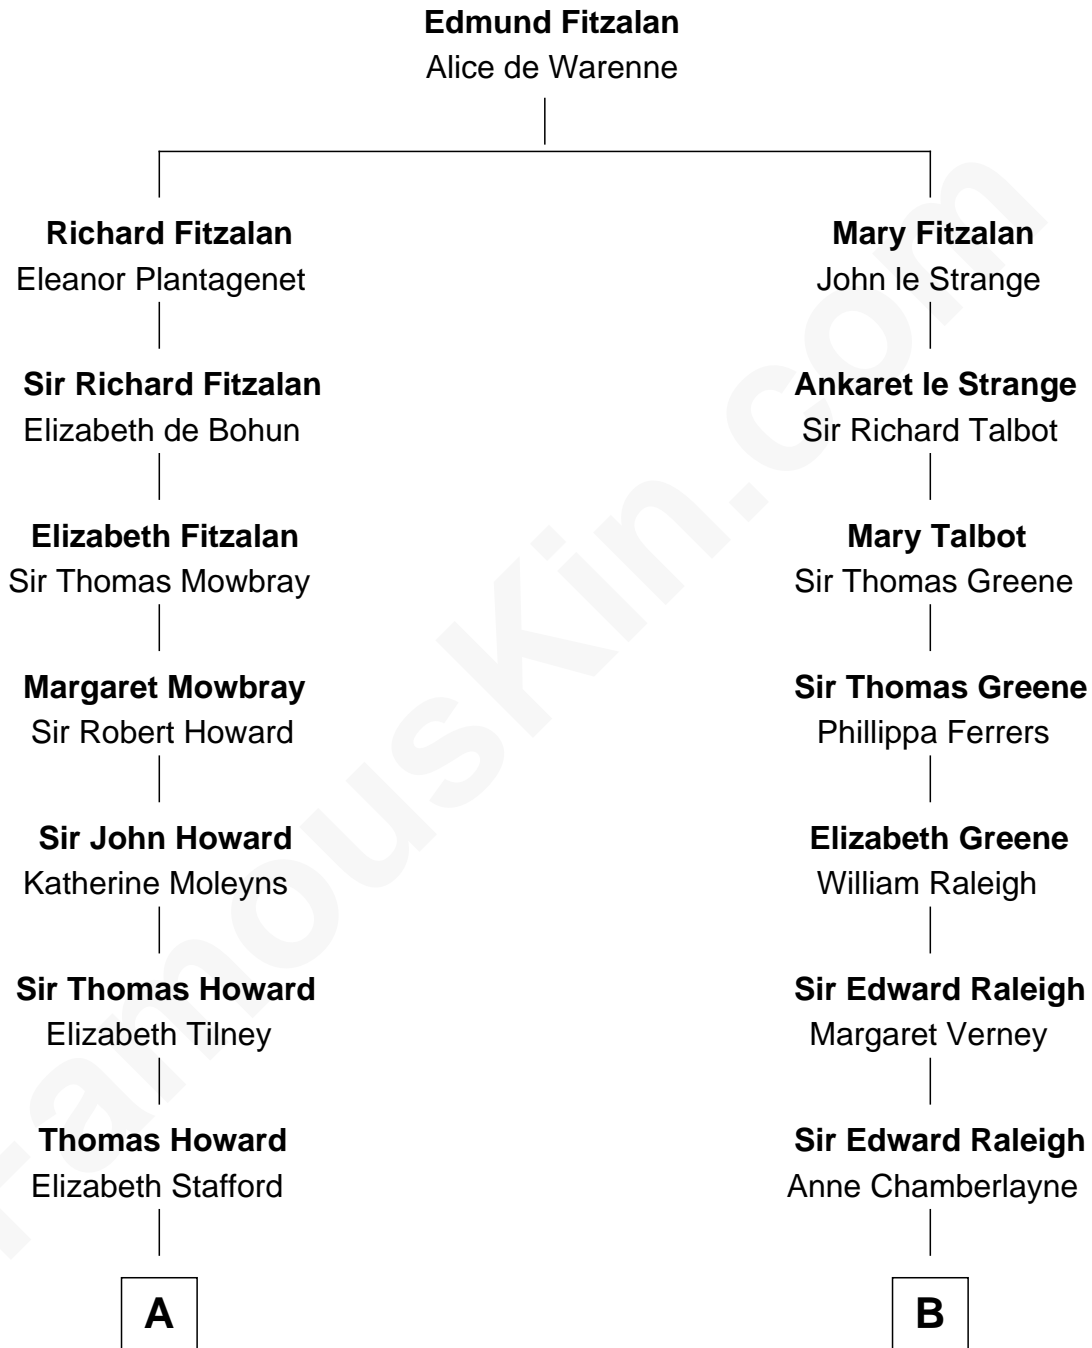 Edmund Fitzalan
Alice de Warenne
Richard Fitzalan
Eleanor Plantagenet
Mary Fitzalan
John le Strange
Sir Richard Fitzalan
Elizabeth de Bohun
Ankaret le Strange
Sir Richard Talbot
Elizabeth Fitzalan
Sir Thomas Mowbray
Mary Talbot
Sir Thomas Greene
Margaret Mowbray
Sir Robert Howard
Sir Thomas Greene
Phillippa Ferrers
Sir John Howard
Katherine Moleyns
Elizabeth Greene
William Raleigh
Sir Thomas Howard
Elizabeth Tilney
Sir Edward Raleigh
Margaret Verney
Thomas Howard
Elizabeth Stafford
Sir Edward Raleigh
Anne Chamberlayne
A
B
FamousKin.com